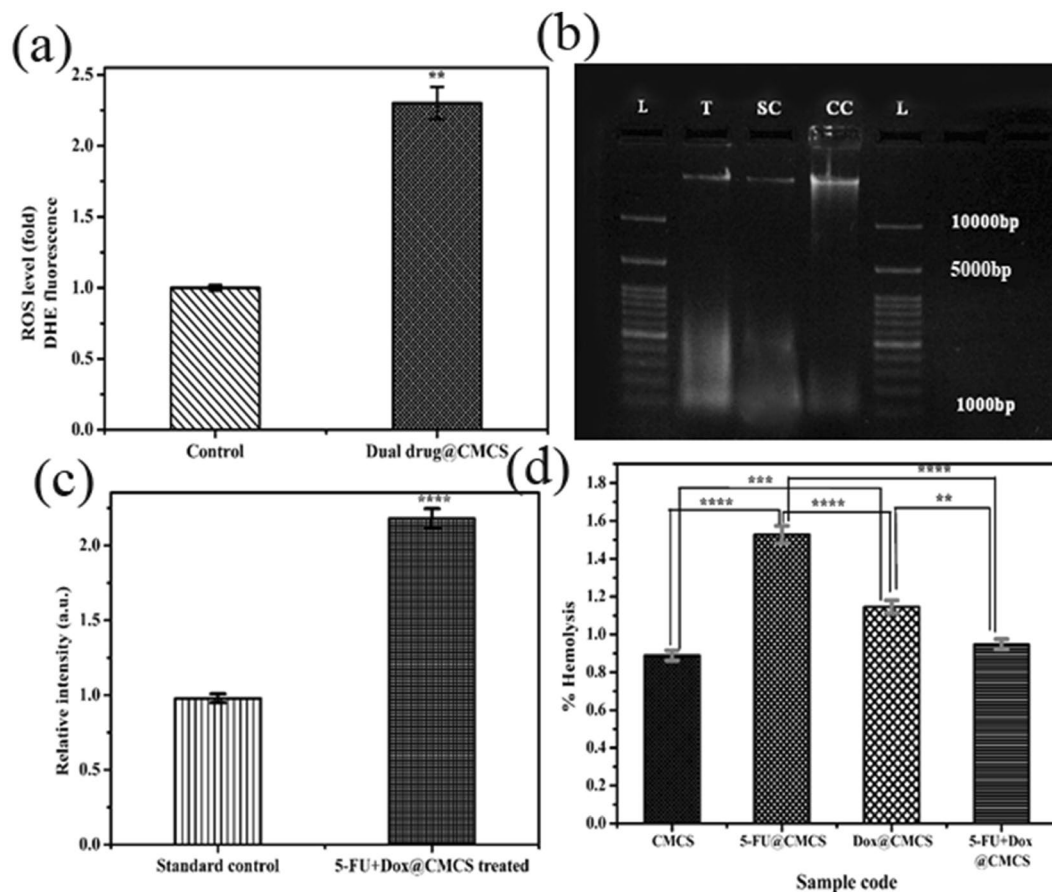 (a)
**
2.5
2.0
1.5
1.0
0.5
0.0
ROS level (fold)
DHE fluorescence
Control
Dual drug@CMCS
(b)
L T SC CC L
10000bp
5000bp
1000bp
(c)
****
2.0
1.5
1.0
0.5
0.0
Relative intensity (a.u.)
Standard control
5-FU+Dox@CMCS treated
(d)
****
***
**** **** **
1.8
1.6
1.4
1.2
1.0
0.8
0.6
0.4
0.2
0.0
% Hemolysis
CMCS
5-FU@CMCS
Dox@CMCS
5-FU+Dox
@CMCS
Sample code